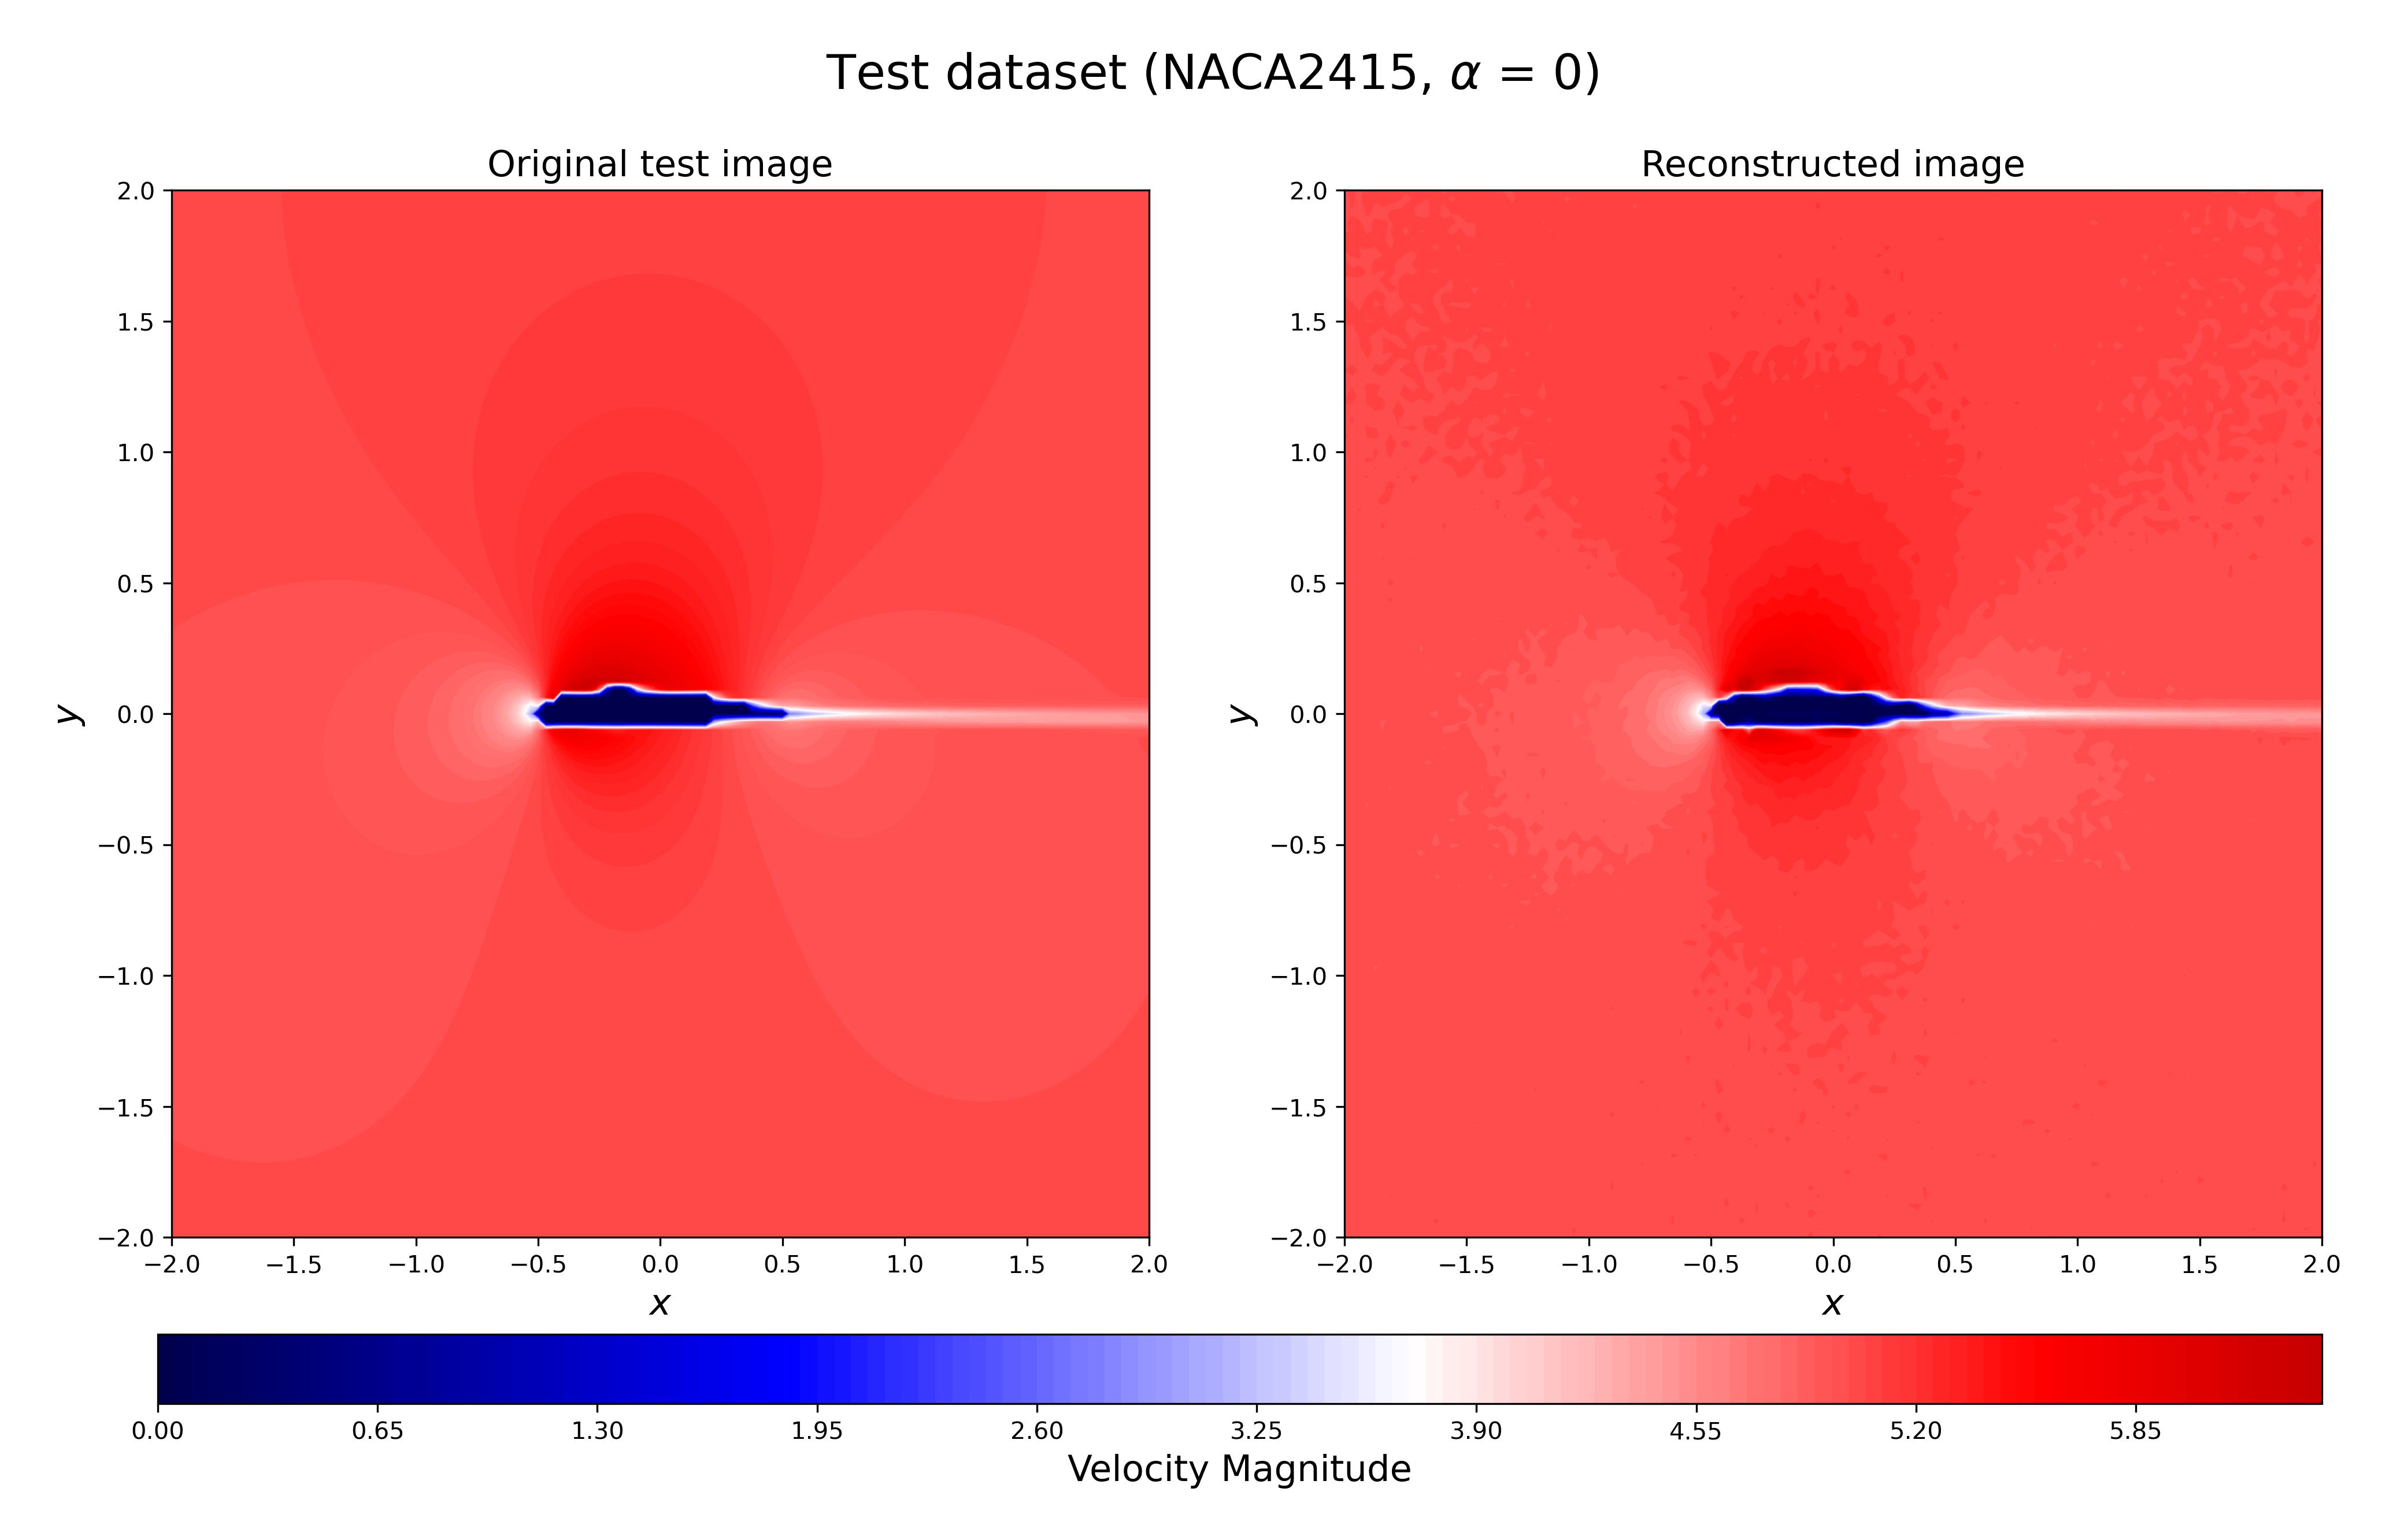 Test dataset (NACA2415, α = 0)
Original test image
Reconstructed image
2.0
1.5
1.0
0.5
0.0
−0.5
−1.0
−1.5
−2.0
y
−2.0 −1.5 −1.0 −0.5 0.0 0.5 1.0 1.5 2.0
x
2.0
1.5
1.0
0.5
0.0
−0.5
−1.0
−1.5
−2.0
y
−2.0 −1.5 −1.0 −0.5 0.0 0.5 1.0 1.5 2.0
x
0.00 0.65 1.30 1.95 2.60 3.25 3.90 4.55 5.20 5.85
Velocity Magnitude